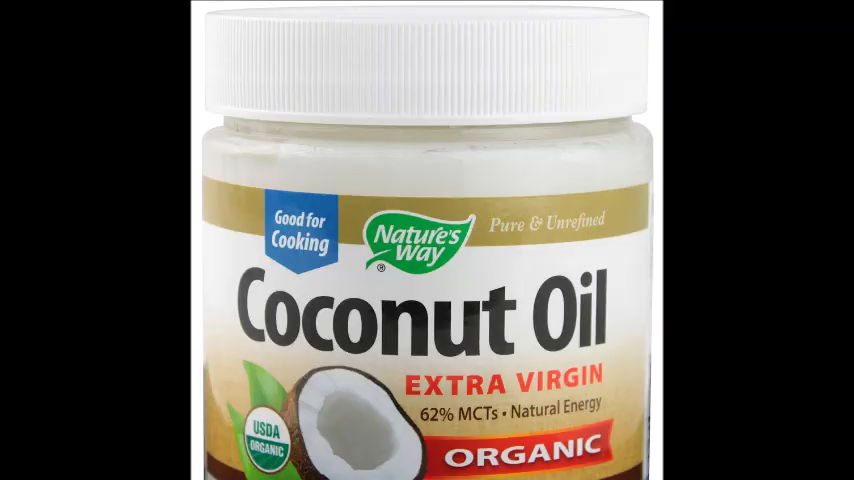 Good for
Cooking
Nature's
Way
®
Pure & Unrefined
Coconut Oil
EXTRA VIRGIN
62% MCTs • Natural Energy
USDA
ORGANIC
ORGANIC